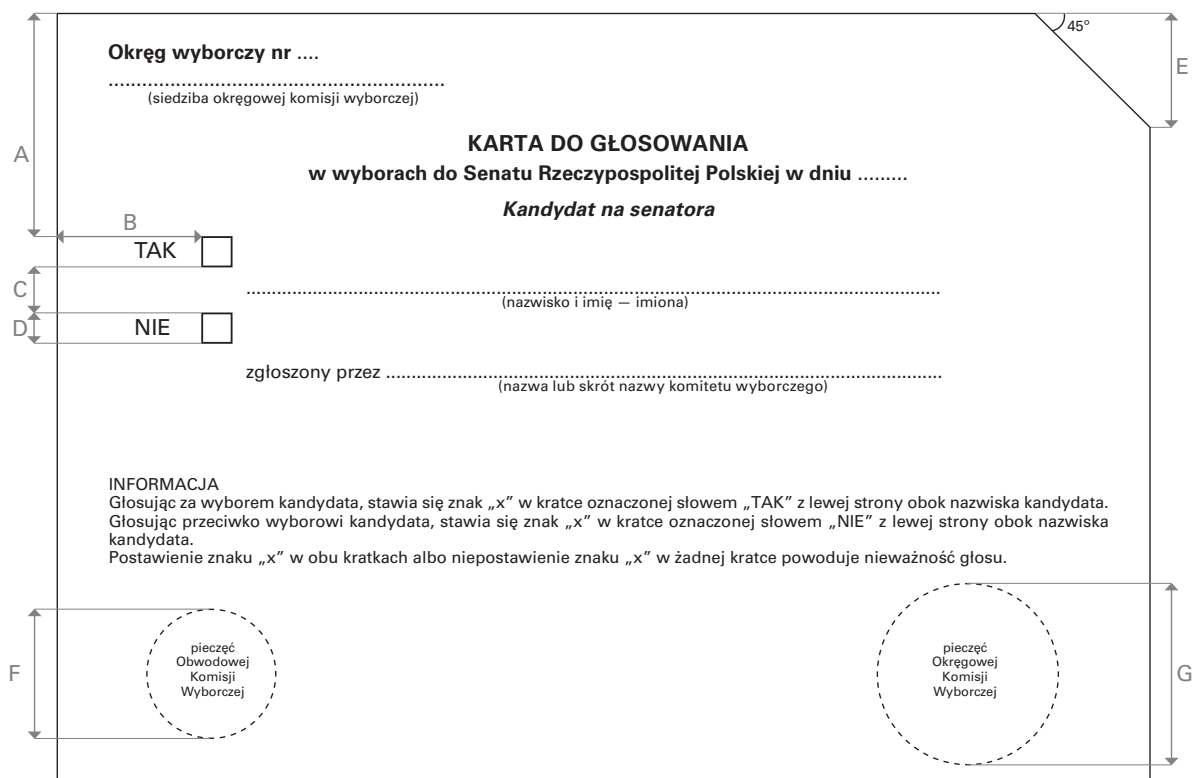 45°
E
Okręg wyborczy nr ....
............................................................
(siedziba okręgowej komisji wyborczej)
A
KARTA DO GŁOSOWANIA
w wyborach do Senatu Rzeczypospolitej Polskiej w dniu .........
Kandydat na senatora
B
TAK
C
............................................................................................................................................
(nazwisko i imię — imiona)
D
NIE
zgłoszony przez ................................................................................................................
(nazwa lub skrót nazwy komitetu wyborczego)
INFORMACJA
Głosując za wyborem kandydata, stawia się znak „x” w kratce oznaczonej słowem „TAK” z lewej strony obok nazwiska kandydata.
Głosując przeciwko wyborowi kandydata, stawia się znak „x” w kratce oznaczonej słowem „NIE” z lewej strony obok nazwiska
kandydata.
Postawienie znaku „x” w obu kratkach albo niepostawienie znaku „x” w żadnej kratce powoduje nieważność głosu.
F
pieczęć
Obwodowej
Komisji
Wyborczej
pieczęć
Okręgowej
Komisji
Wyborczej
G